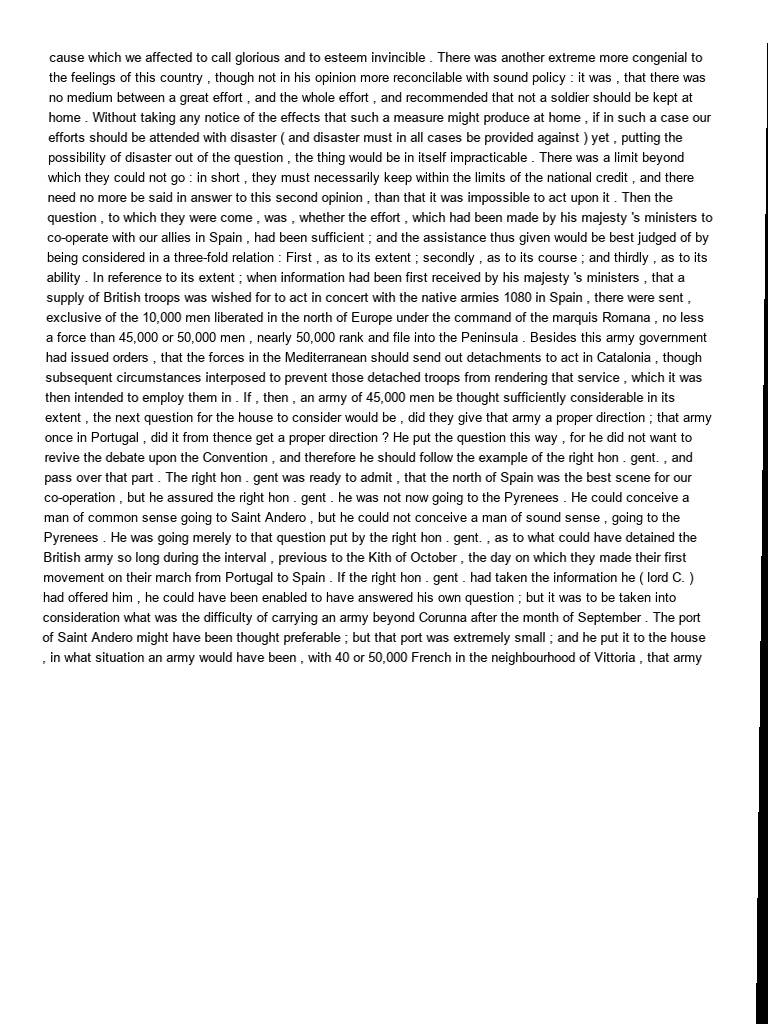 cause which we affected to call glorious and to esteem invincible . There was another extreme more congenial to
the feelings of this country , though not in his opinion more reconcilable with sound policy : it was , that there was
no medium between a great effort , and the whole effort , and recommended that not a soldier should be kept at
home . Without taking any notice of the effects that such a measure might produce at home , if in such a case our
efforts should be attended with disaster ( and disaster must in all cases be provided against ) yet , putting the
possibility of disaster out of the question , the thing would be in itself impracticable . There was a limit beyond
which they could not go : in short , they must necessarily keep within the limits of the national credit , and there
need no more be said in answer to this second opinion , than that it was impossible to act upon it . Then the
question , to which they were come , was , whether the effort , which had been made by his majesty 's ministers to
co-operate with our allies in Spain , had been sufficient ; and the assistance thus given would be best judged of by
being considered in a three-fold relation : First , as to its extent ; secondly , as to its course ; and thirdly , as to its
ability . In reference to its extent ; when information had been first received by his majesty 's ministers , that a
supply of British troops was wished for to act in concert with the native armies 1080 in Spain , there were sent ,
exclusive of the 10,000 men liberated in the north of Europe under the command of the marquis Romana , no less
a force than 45,000 or 50,000 men , nearly 50,000 rank and file into the Peninsula . Besides this army government
had issued orders , that the forces in the Mediterranean should send out detachments to act in Catalonia , though
subsequent circumstances interposed to prevent those detached troops from rendering that service , which it was
then intended to employ them in . If , then , an army of 45,000 men be thought sufficiently considerable in its
extent , the next question for the house to consider would be , did they give that army a proper direction ; that army
once in Portugal , did it from thence get a proper direction ? He put the question this way , for he did not want to
revive the debate upon the Convention , and therefore he should follow the example of the right hon . gent. , and
pass over that part . The right hon . gent was ready to admit , that the north of Spain was the best scene for our
co-operation , but he assured the right hon . gent . he was not now going to the Pyrenees . He could conceive a
man of common sense going to Saint Andero , but he could not conceive a man of sound sense , going to the
Pyrenees . He was going merely to that question put by the right hon . gent. , as to what could have detained the
British army so long during the interval , previous to the Kith of October , the day on which they made their first
movement on their march from Portugal to Spain . If the right hon . gent . had taken the information he ( lord C. )
had offered him , he could have been enabled to have answered his own question ; but it was to be taken into
consideration what was the difficulty of carrying an army beyond Corunna after the month of September . The port
of Saint Andero might have been thought preferable ; but that port was extremely small ; and he put it to the house
, in what situation an army would have been , with 40 or 50,000 French in the neighbourhood of Vittoria , that army